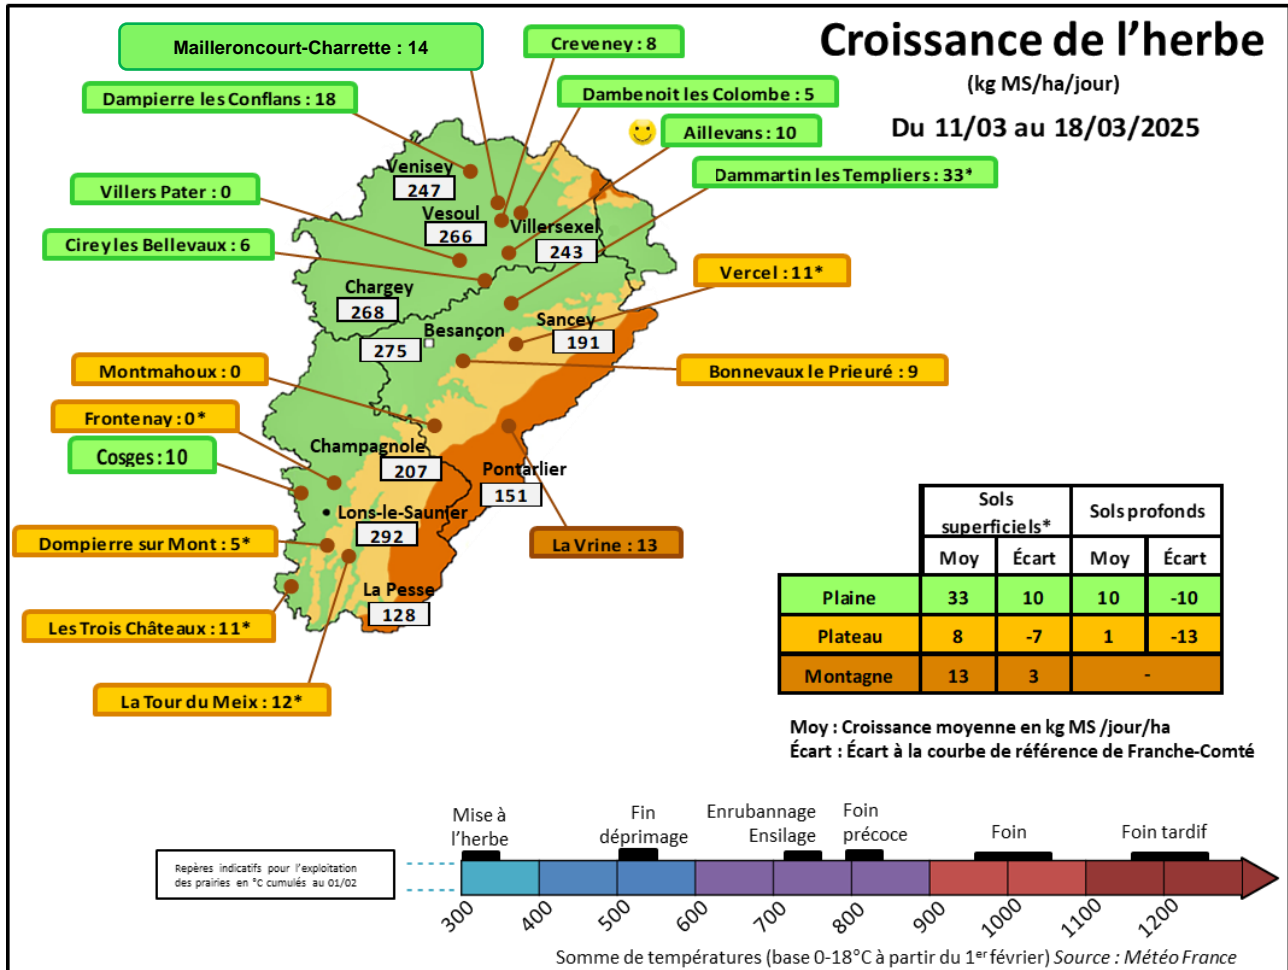 Croissance de l'herbe
(kg MS/ha/jour)
Du 11/03 au 18/03/2025
Mailleroncourt-Charrette : 14
Creveney : 8
Dampierre les Conflans : 18
Dambenoit les Colombe : 5
Aillevans : 10
Dammartin les Templiers : 33*
Villers Pater : 0
Cirey les Bellevaux : 6
Vercel : 11*
Bonnevaux le Prieuré : 9
Montmahoux : 0
Frontenay : 0*
Cosges : 10
Dompierre sur Mont : 5*
Les Trois Châteaux : 11*
La Tour du Meix : 12*
La Vrine : 13
Venisey
247
Vesoul
266
Villersexel
243
Chargey
268
Besançon
275
Sancey
191
Champagnole
207
Pontarlier
151
Lons-le-Saunier
292
La Pesse
128
Sols
superficiels*
Sols profonds
Moy Écart Moy Écart
Plaine 33 10 10 -10
Plateau 8 -7 1 -13
Montagne 13 3 -
Moy : Croissance moyenne en kg MS /jour/ha
Écart : Écart à la courbe de référence de Franche-Comté
Repères indicatifs pour l'exploitation
des prairies en °C cumulés au 01/02
Mise à
l'herbe
Fin
déprimage
Enrubannage
Ensilage
Foin
précoce
Foin
Foin tardif
300 400 500 600 700 800 900 1000 1100 1200
Somme de températures (base 0-18°C à partir du 1er février) Source : Météo France